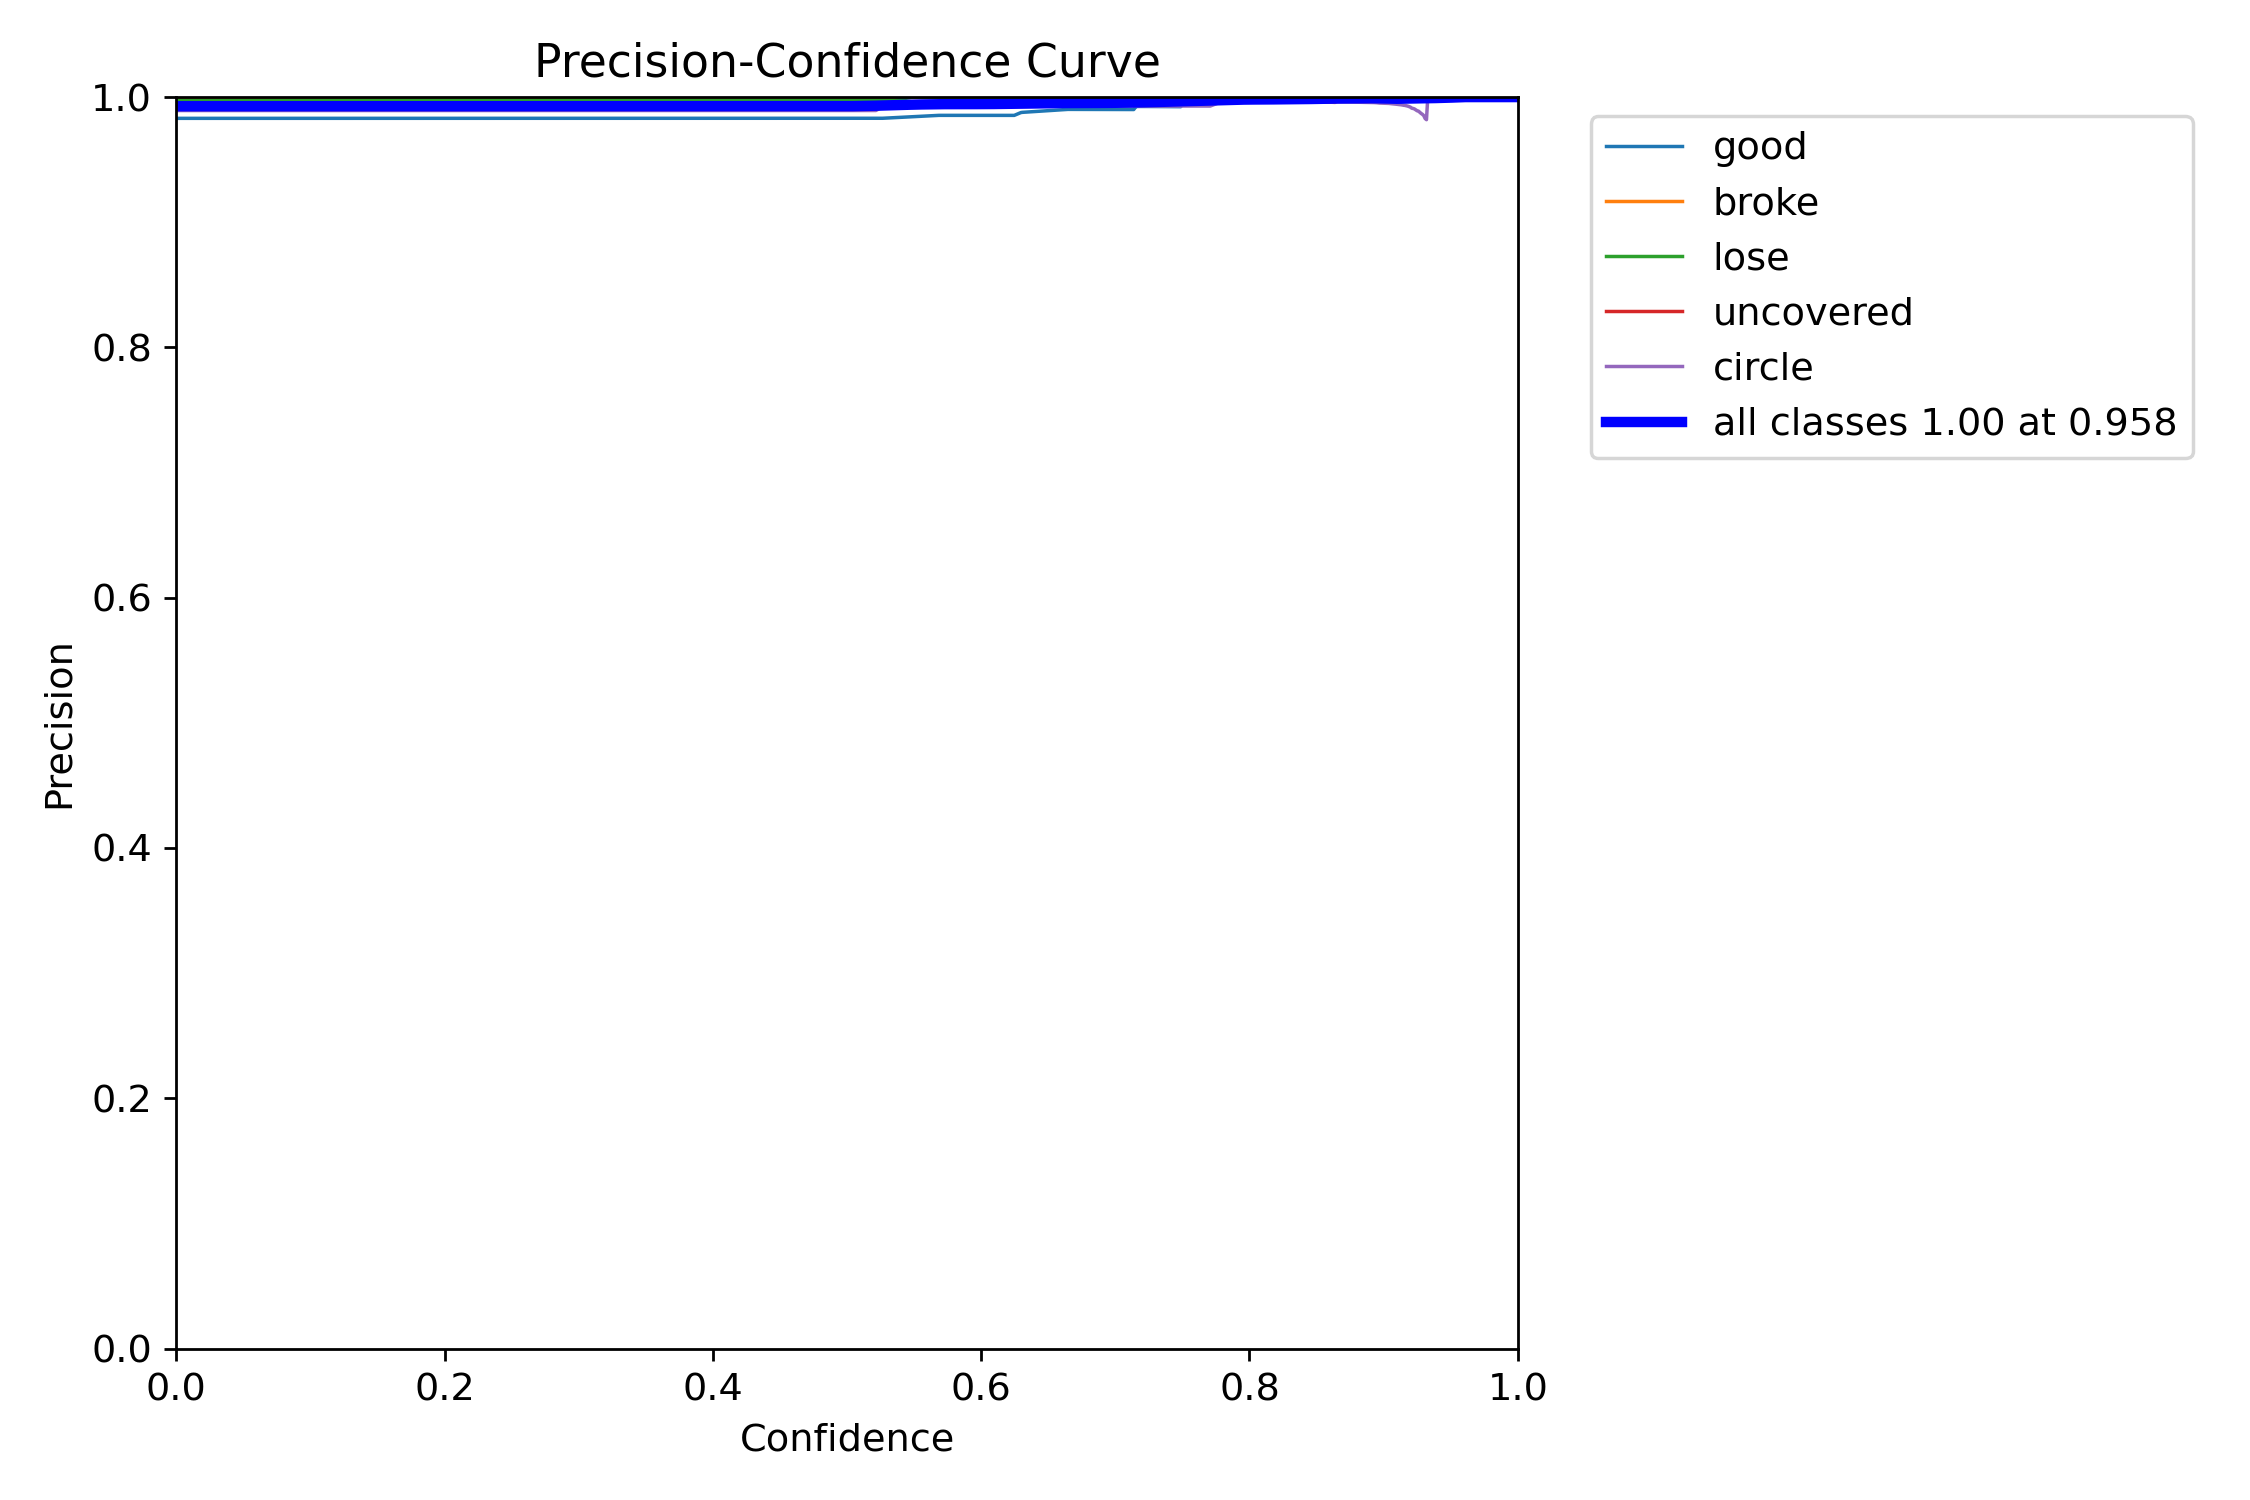 Precision-Confidence Curve
1.0
0.8
0.6
0.4
0.2
0.0
Precision
0.0 0.2 0.4 0.6 0.8 1.0
Confidence
good
broke
lose
uncovered
circle
all classes 1.00 at 0.958